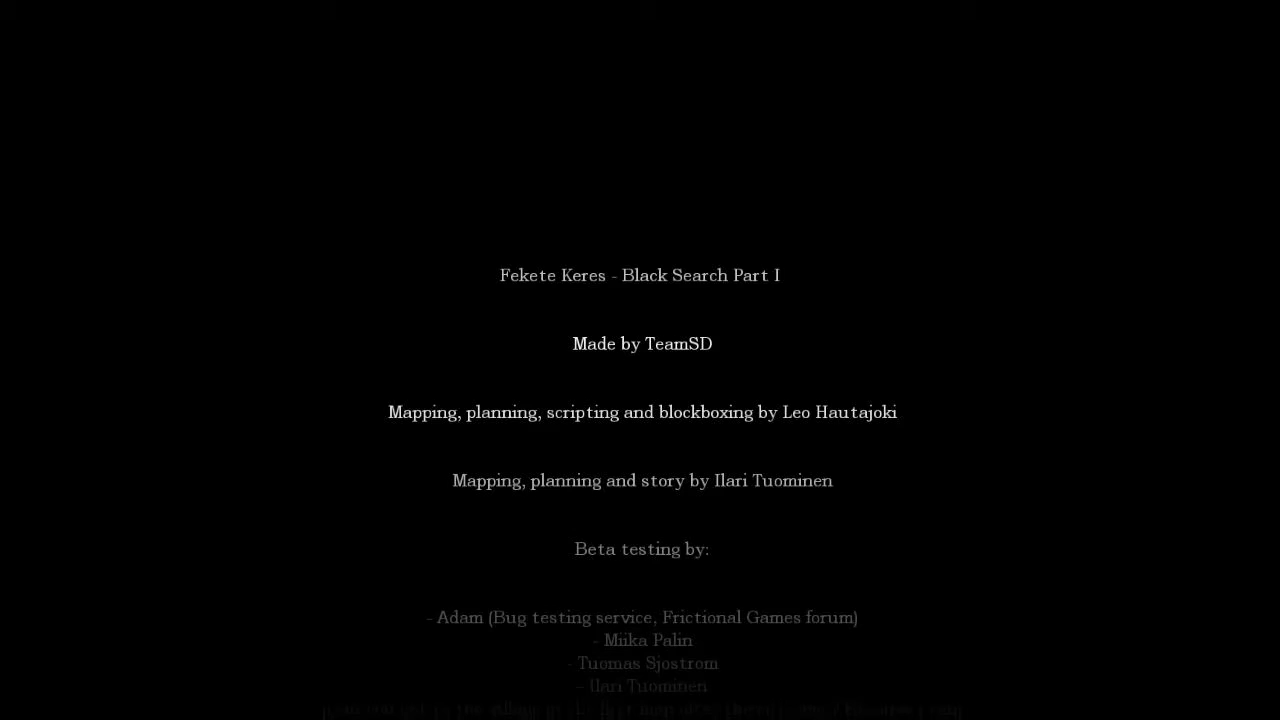 Fekete Keres - Black Search Part I
Made by TeamSD
Mapping, planning, scripting and blockboxing by Leo Hautajoki
Mapping, planning and story by Ilari Tuominen
Beta testing by:
- Adam (Bug testing service, Frictional Games forum)
- Miika Palin
- Tuomas Sjostrom
- Ilari Tuominen